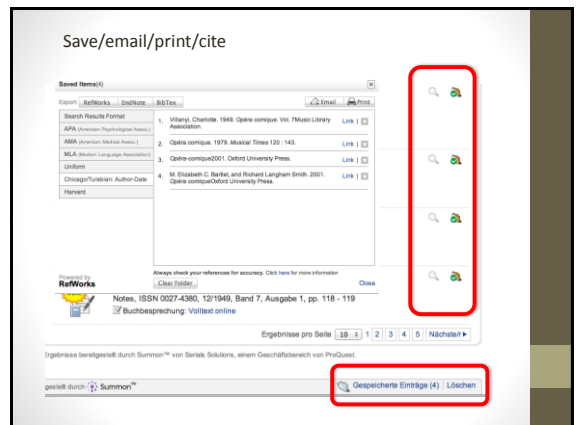 Save/email/print/cite
Saved Items(4)
Export: RefWorks EndNote BibTex Email Print
Search Results Format
APA (American Psychological Assoc.)
AMA (American Medical Assoc.)
MLA (Modern Language Association)
Uniform
Chicago/Turabian: Author-Date
Harvard
1. Villanyi, Charlotte. 1949. Opéra comique. Vol. 7Music Library Link |
Association.
2. Opéra comique. 1979. Musical Times 120 : 143. Link |
3. Opéra-comique2001. Oxford University Press. Link |
4. M. Elizabeth C. Bartlet, and Richard Langham Smith. 2001. Link |
Opéra comiqueOxford University Press.
Always check your references for accuracy. Click here for more information
Powered by
RefWorks Clear Folder Close
Notes, ISSN 0027-4380, 12/1949, Band 7, Ausgabe 1, pp. 118 - 119
Buchbesprechung: Volltext online
Ergebnisse pro Seite 10 1 2 3 4 5 Nächste/r
Ergebnisse bereitgestellt durch Summon™ von Serials Solutions, einem Geschäftsbereich von ProQuest.
gestellt durch Summon™ Gespeicherte Einträge (4) | Löschen